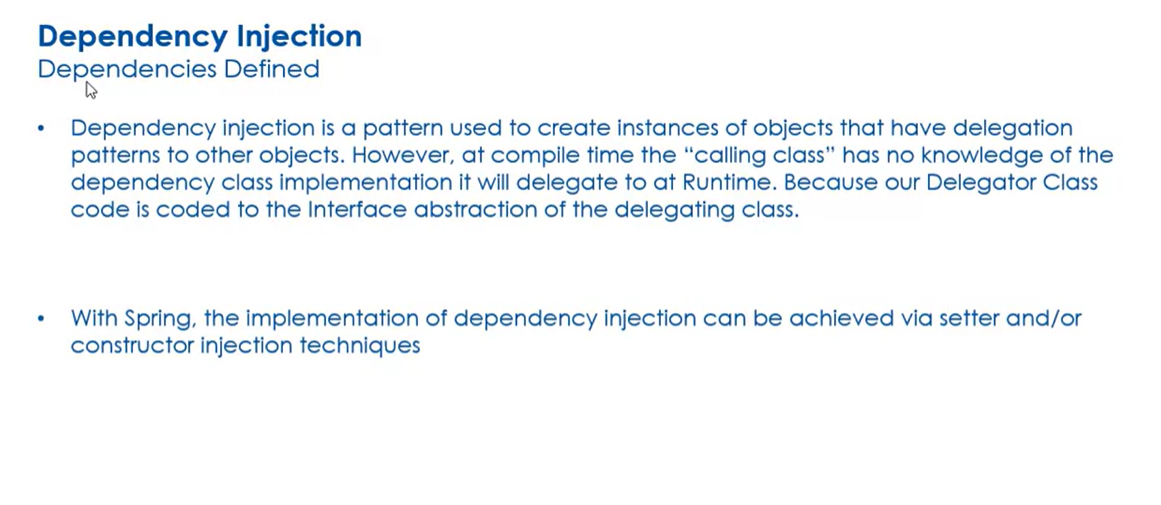 Dependency Injection
Dependencies Defined
• Dependency injection is a pattern used to create instances of objects that have delegation
patterns to other objects. However, at compile time the “calling class” has no knowledge of the
dependency class implementation it will delegate to at Runtime. Because our Delegator Class
code is coded to the Interface abstraction of the delegating class.
• With Spring, the implementation of dependency injection can be achieved via setter and/or
constructor injection techniques